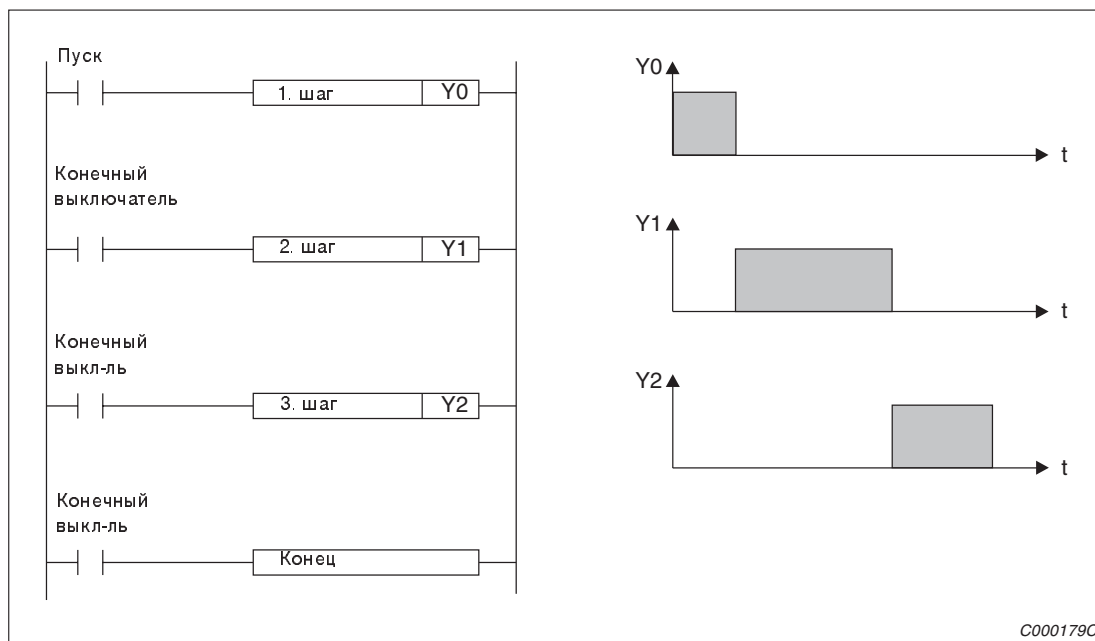 Пуск
1. шаг Y0
Конечный
выключатель
2. шаг Y1
Конечный
выкл-ль
3. шаг Y2
Конечный
выкл-ль
Конец
Y0
t
Y1
t
Y2
t
C000179C